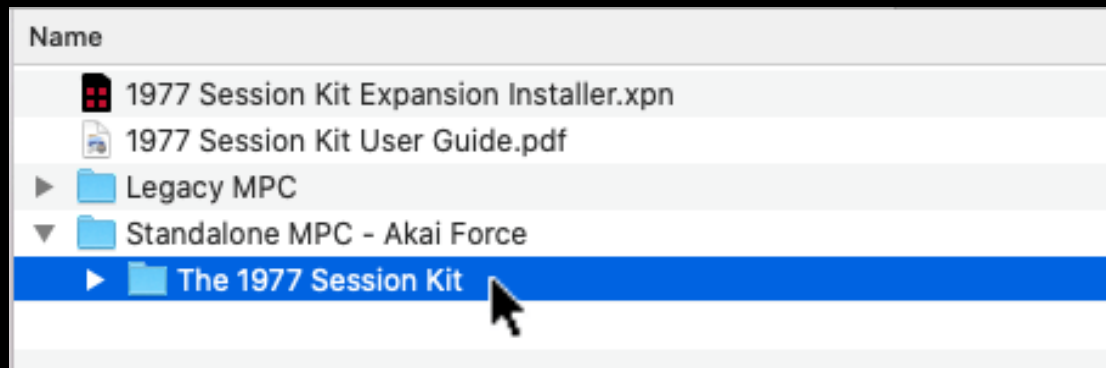 Name
1977 Session Kit Expansion Installer.xpn
1977 Session Kit User Guide.pdf
Legacy MPC
Standalone MPC - Akai Force
The 1977 Session Kit